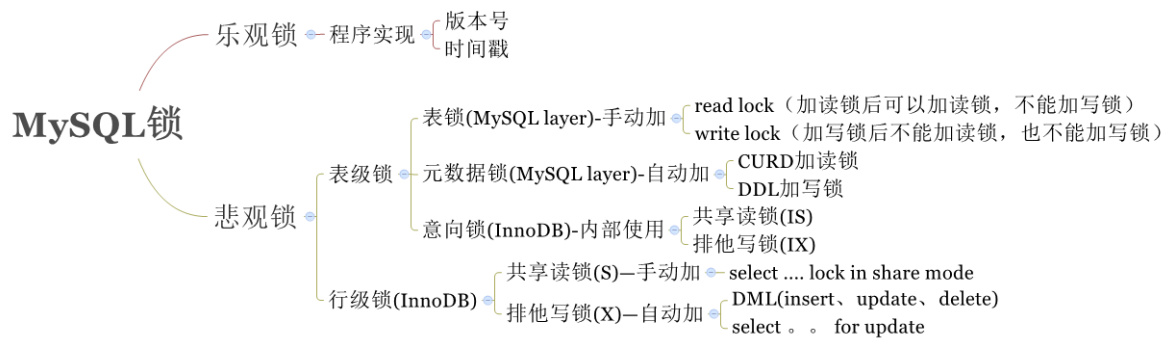 MySQL锁
乐观锁
程序实现
版本号
时间戳
悲观锁
表级锁
表锁(MySQL layer)-手动加
read lock（加读锁后可以加读锁，不能加写锁）
write lock（加写锁后不能加读锁，也不能加写锁）
元数据锁(MySQL layer)-自动加
CURD加读锁
DDL加写锁
意向锁(InnoDB)-内部使用
共享读锁(IS)
排他写锁(IX)
行级锁(InnoDB)
共享读锁(S)—手动加
select .... lock in share mode
排他写锁(X)—自动加
DML(insert、update、delete)
select 。。 for update